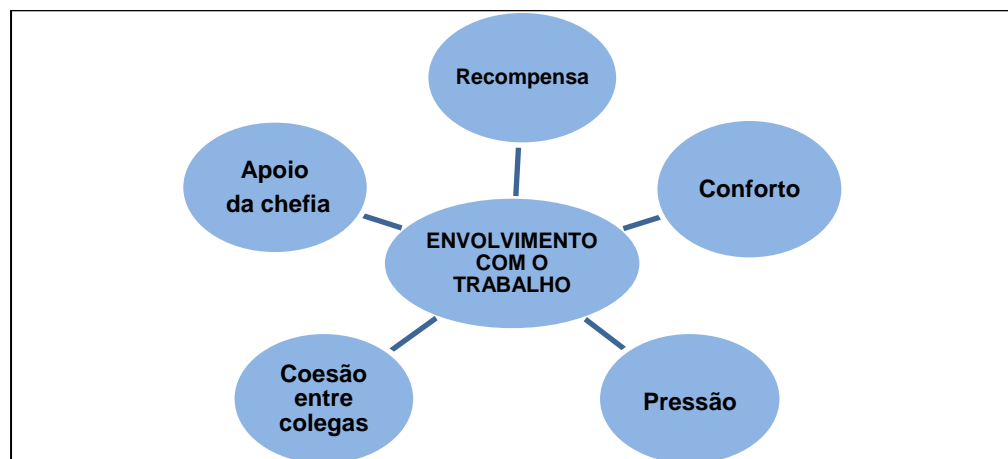 Recompensa
Apoio
da chefia
Conforto
ENVOLVIMENTO
COM O
TRABALHO
Coesão
entre
colegas
Pressão